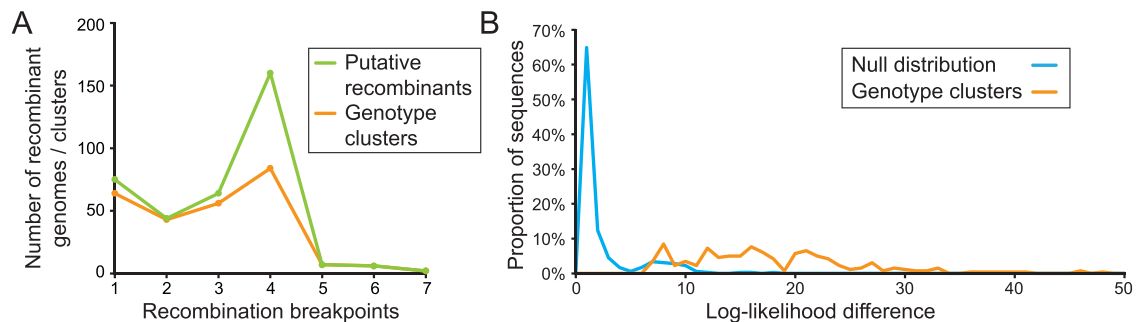 A
Number of recombinant
genomes / clusters
200
150
100
50
0
1 2 3 4 5 6 7
Recombination breakpoints
Putative
recombinants
Genotype
clusters
B
Proportion of sequences
70%
60%
50%
40%
30%
20%
10%
0%
0 10 20 30 40 50
Log-likelihood difference
Null distribution
Genotype clusters